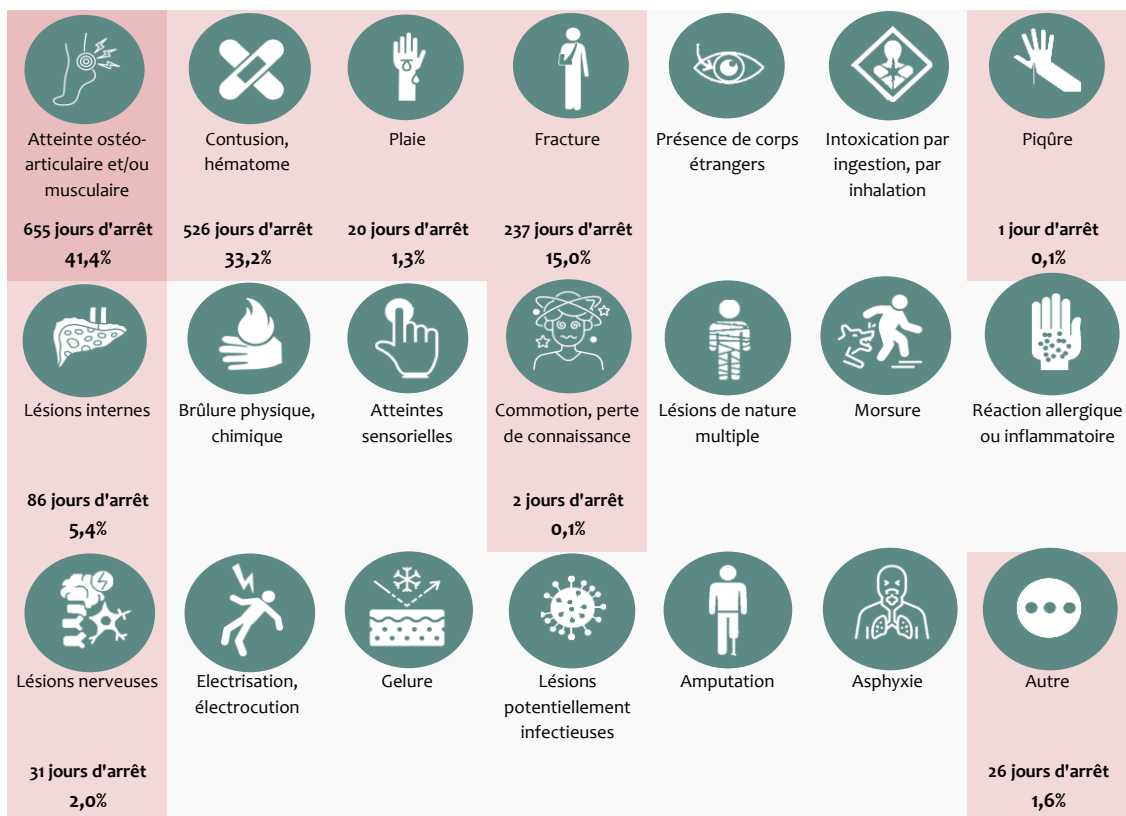 Atteinte ostéo-
articulaire et/ou
musculaire
655 jours d'arrêt
41,4%
Contusion,
hématome
526 jours d'arrêt
33,2%
Plaie
20 jours d'arrêt
1,3%
Fracture
237 jours d'arrêt
15,0%
Présence de corps
étrangers
Intoxication par
ingestion, par
inhalation
Piqûre
1 jour d'arrêt
0,1%
Lésions internes
86 jours d'arrêt
5,4%
Brûlure physique,
chimique
Atteintes
sensorielles
Commotion, perte
de connaissance
2 jours d'arrêt
0,1%
Lésions de nature
multiple
Morsure
Réaction allergique
ou inflammatoire
Lésions nerveuses
31 jours d'arrêt
2,0%
Electrisation,
électrocution
Gelure
Lésions
potentiellement
infectieuses
Amputation
Asphyxie
Autre
26 jours d'arrêt
1,6%